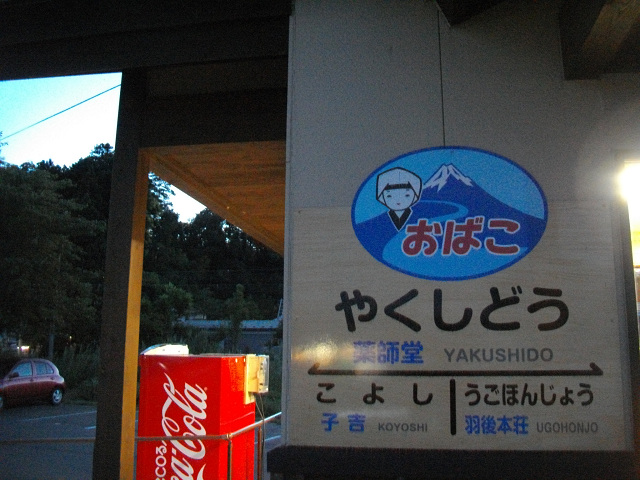 おばこ
やくしどう
薬師堂 YAKUSHIDO
こよし うごほんじょう
子吉 KOYOSHI 羽後本荘 UGOHONJO
Coca-Cola